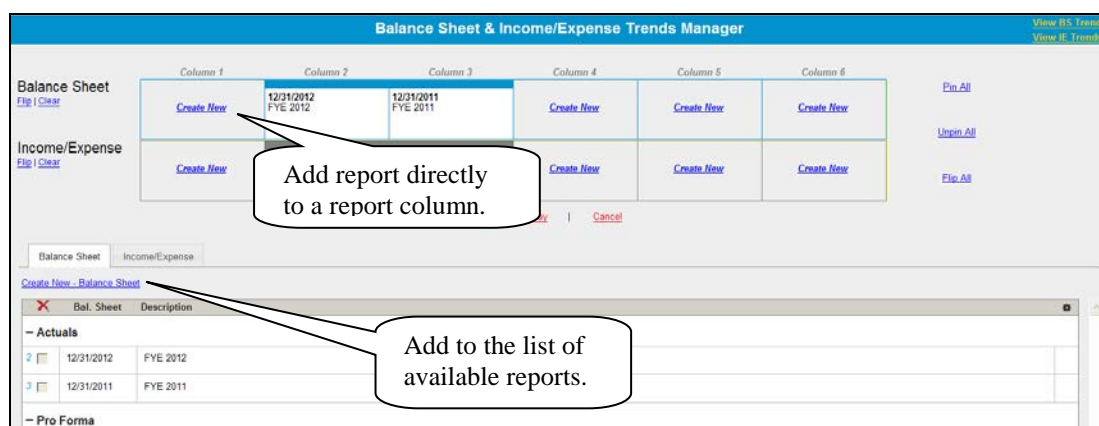 Balance Sheet & Income/Expense Trends Manager
View BS Trend
View IE Trends
Column 1 Column 2 Column 3 Column 4 Column 5 Column 6
Balance Sheet
Flip | Clear
Create New
12/31/2012
FYE 2012
12/31/2011
FYE 2011
Create New Create New Create New
Pin All
Unpin All
Income/Expense
Flip | Clear
Create New
Create New Create New Create New
Flip All
Add report directly
to a report column.
| Cancel
Balance Sheet Income/Expense
Create New - Balance Sheet
X Bal. Sheet Description
– Actuals
2 12/31/2012 FYE 2012
3 12/31/2011 FYE 2011
Add to the list of
available reports.
– Pro Forma